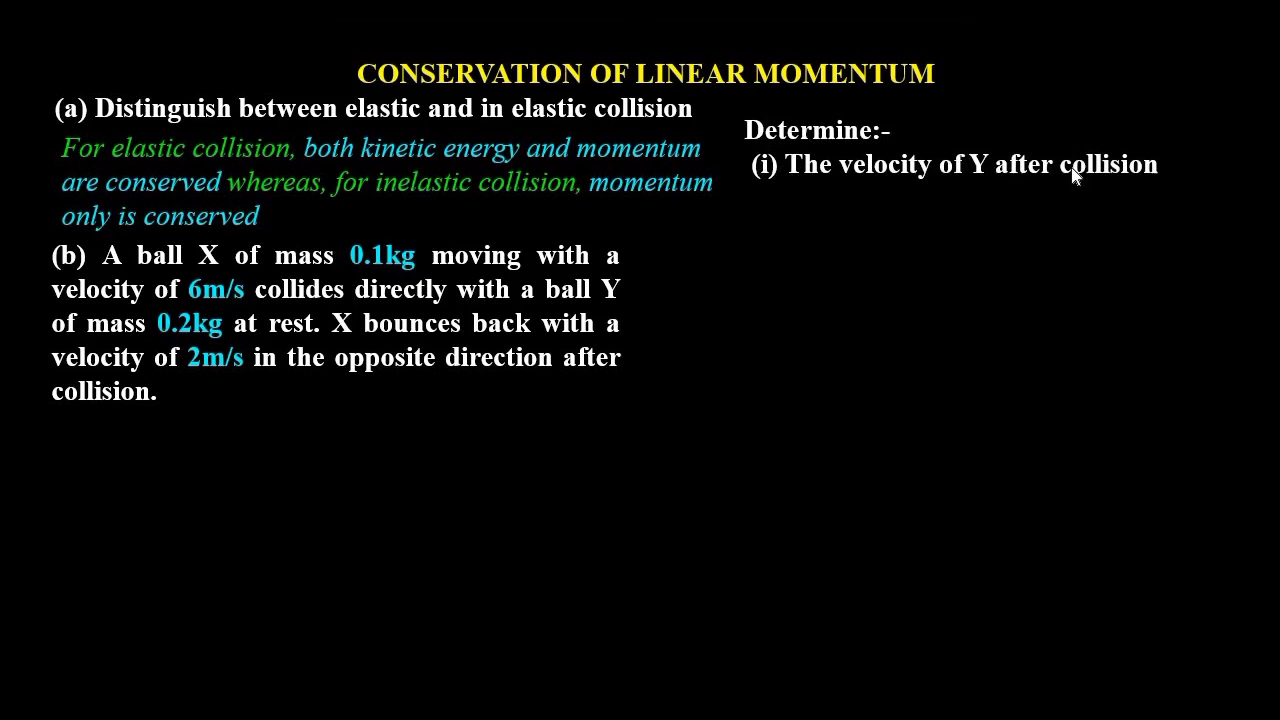 CONSERVATION OF LINEAR MOMENTUM
(a) Distinguish between elastic and in elastic collision
For elastic collision, both kinetic energy and momentum
are conserved whereas, for inelastic collision, momentum
only is conserved
(b) A ball X of mass 0.1kg moving with a
velocity of 6m/s collides directly with a ball Y
of mass 0.2kg at rest. X bounces back with a
velocity of 2m/s in the opposite direction after
collision.
Determine:-
(i) The velocity of Y after collision